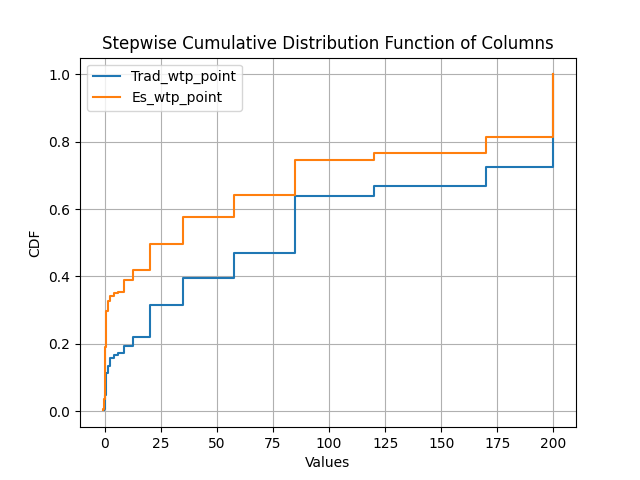 Stepwise Cumulative Distribution Function of Columns
Trad_wtp_point
Es_wtp_point
CDF
1.0
0.8
0.6
0.4
0.2
0.0
0 25 50 75 100 125 150 175 200
Values